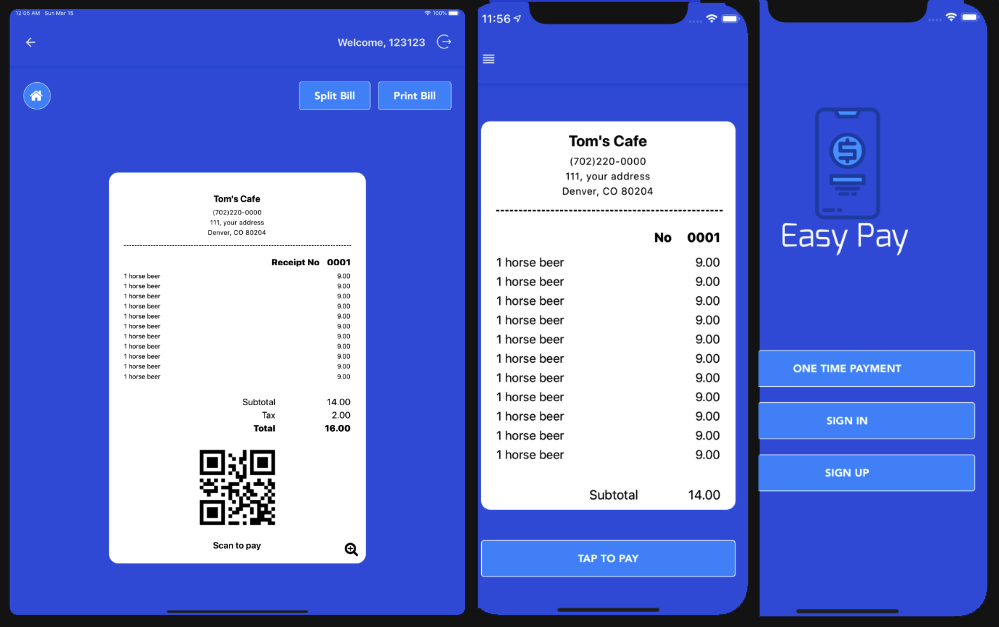 12:05 AM Sun Mar 15
100%
Welcome, 123123
Split Bill
Print Bill
Tom's Cafe
(702)220-0000
111, your address
Denver, CO 80204
Receipt No 0001
1 horse beer 9.00
1 horse beer 9.00
1 horse beer 9.00
1 horse beer 9.00
1 horse beer 9.00
1 horse beer 9.00
1 horse beer 9.00
1 horse beer 9.00
1 horse beer 9.00
1 horse beer 9.00
1 horse beer 9.00
Subtotal 14.00
Tax 2.00
Total 16.00
Scan to pay
11:56
Tom's Cafe
(702)220-0000
111, your address
Denver, CO 80204
No 0001
1 horse beer 9.00
1 horse beer 9.00
1 horse beer 9.00
1 horse beer 9.00
1 horse beer 9.00
1 horse beer 9.00
1 horse beer 9.00
1 horse beer 9.00
1 horse beer 9.00
1 horse beer 9.00
1 horse beer 9.00
Subtotal 14.00
TAP TO PAY
$
Easy Pay
ONE TIME PAYMENT
SIGN IN
SIGN UP